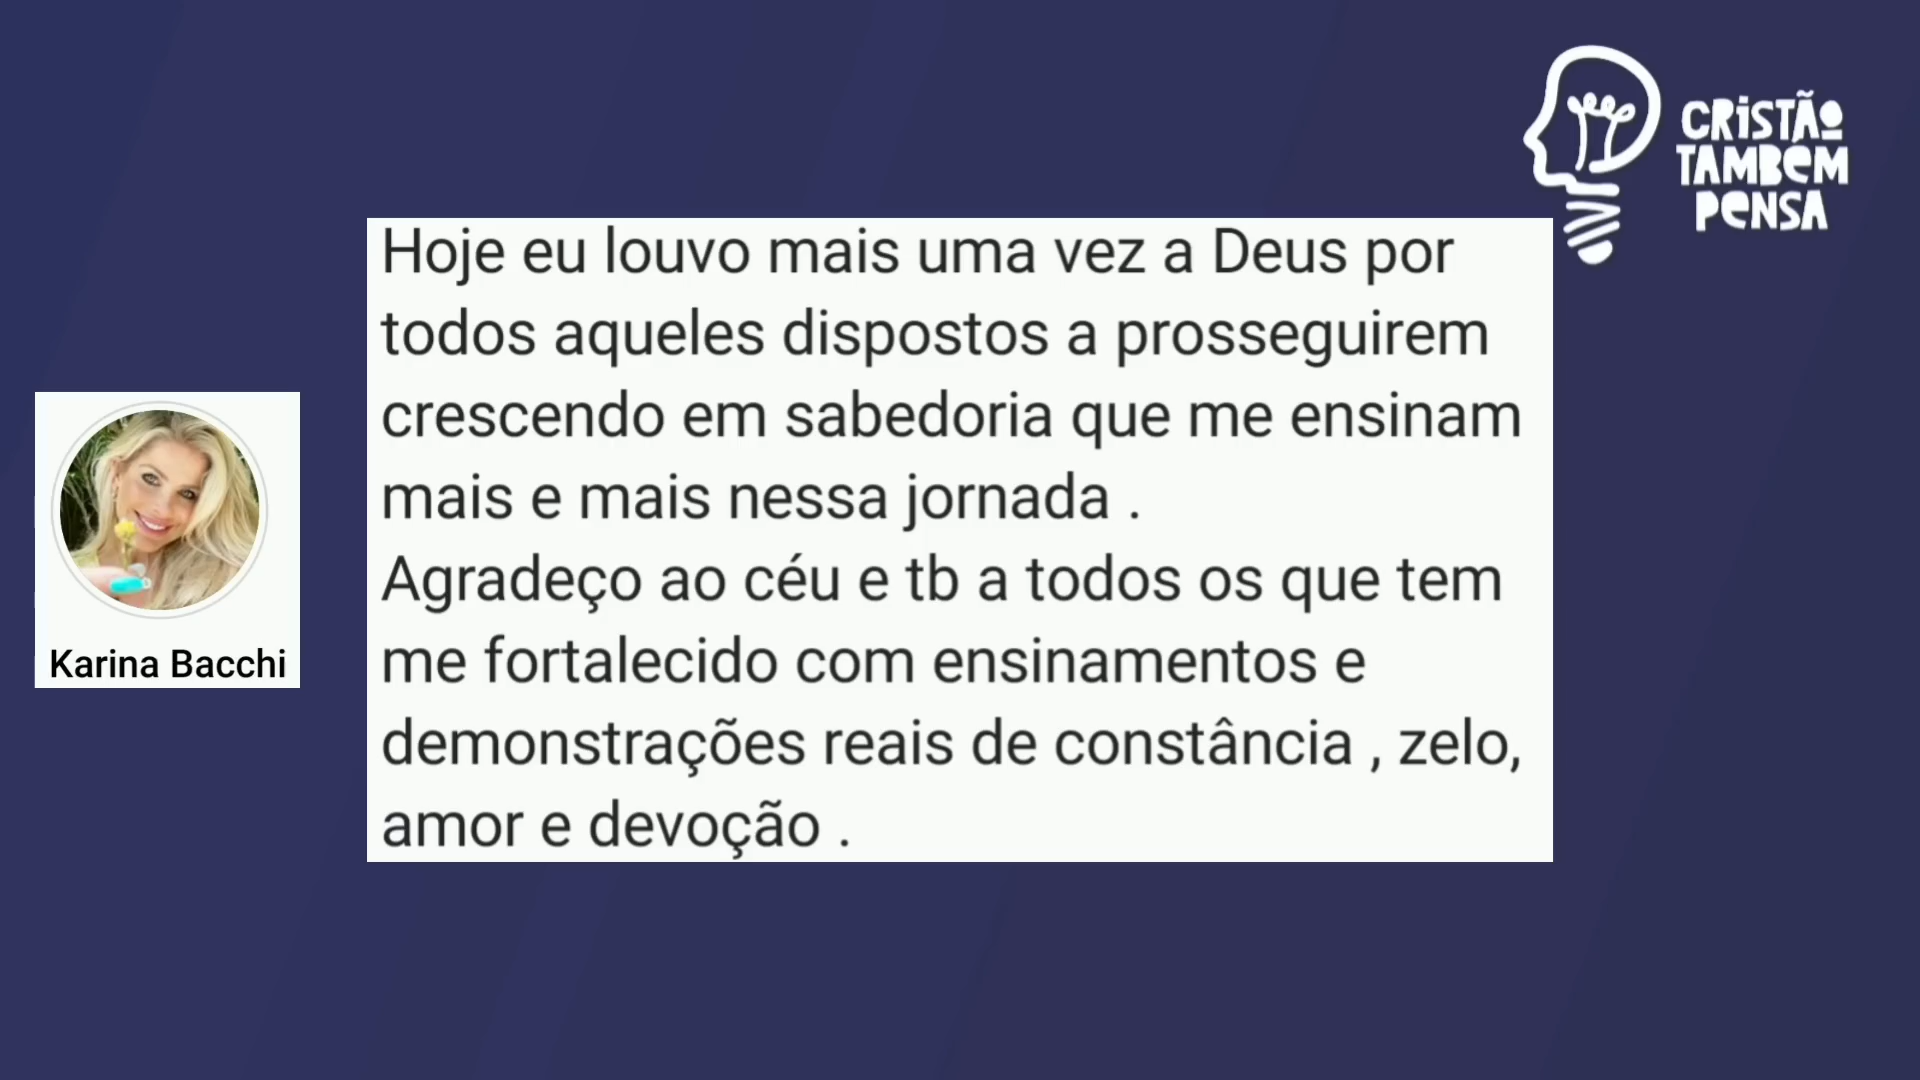 CRISTÃO
TAMBÉM
PENSA
Hoje eu louvo mais uma vez a Deus por
todos aqueles dispostos a prosseguirem
crescendo em sabedoria que me ensinam
mais e mais nessa jornada .
Agradeço ao céu e tb a todos os que tem
me fortalecido com ensinamentos e
demonstrações reais de constância , zelo,
amor e devoção .
Karina Bacchi